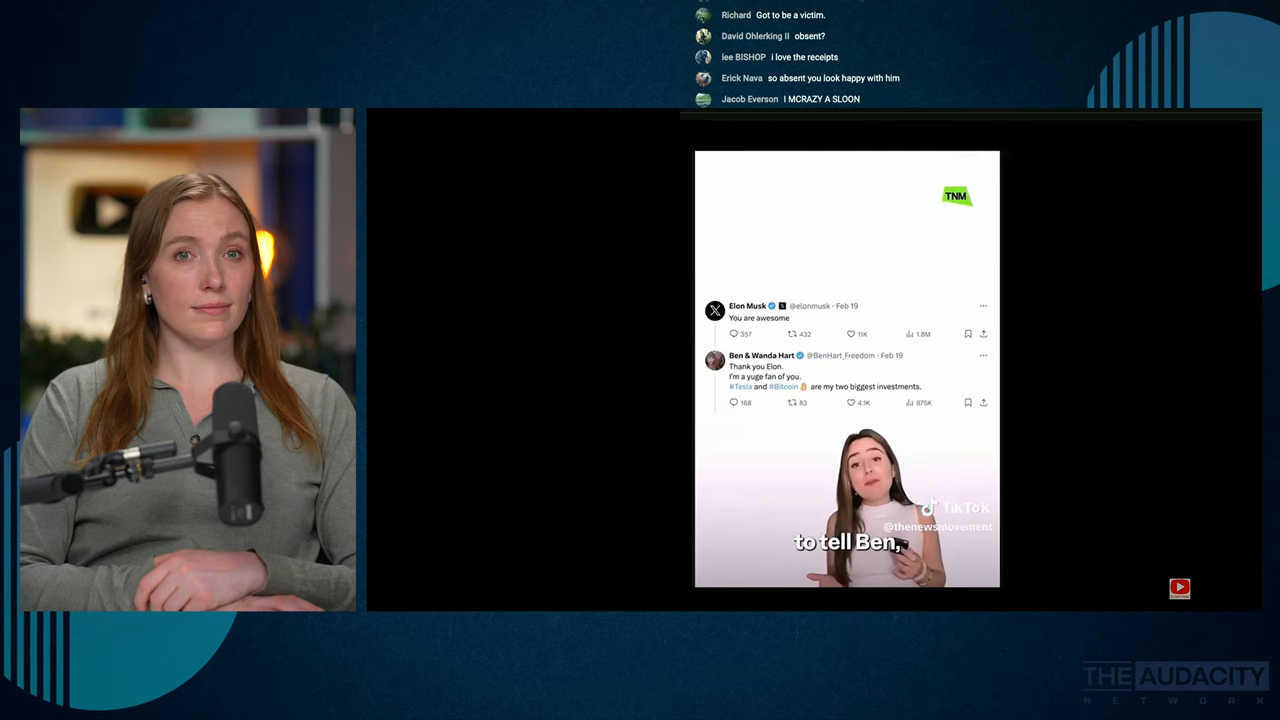 Richard Got to be a victim.
David Ohlerking II obsent?
lee BISHOP i love the receipts
Erick Nava so absent you look happy with him
Jacob Everson I MCRAZY A SLOON
TNM
Elon Musk @elonmusk · Feb 19
You are awesome
357 432 11K 1.8M
Ben & Wanda Hart @BenHart_Freedom · Feb 19
Thank you Elon.
I'm a yuge fan of you.
#Tesla and #Bitcoin are my two biggest investments.
168 83 4.1K 875K
TikTok
@thenewsmovement
to tell Ben,
SUBSCRIBE
THE AUDACITY
NETWORK